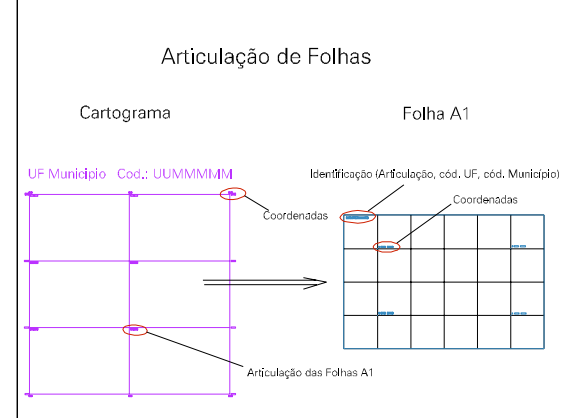 Articulação de Folhas
Cartograma
Folha A1
UF Municipio Cod.: UUMMMMM
Identificação (Articulação, cód. UF, cód. Município)
Coordenadas
Coordenadas
Articulação das Folhas A1